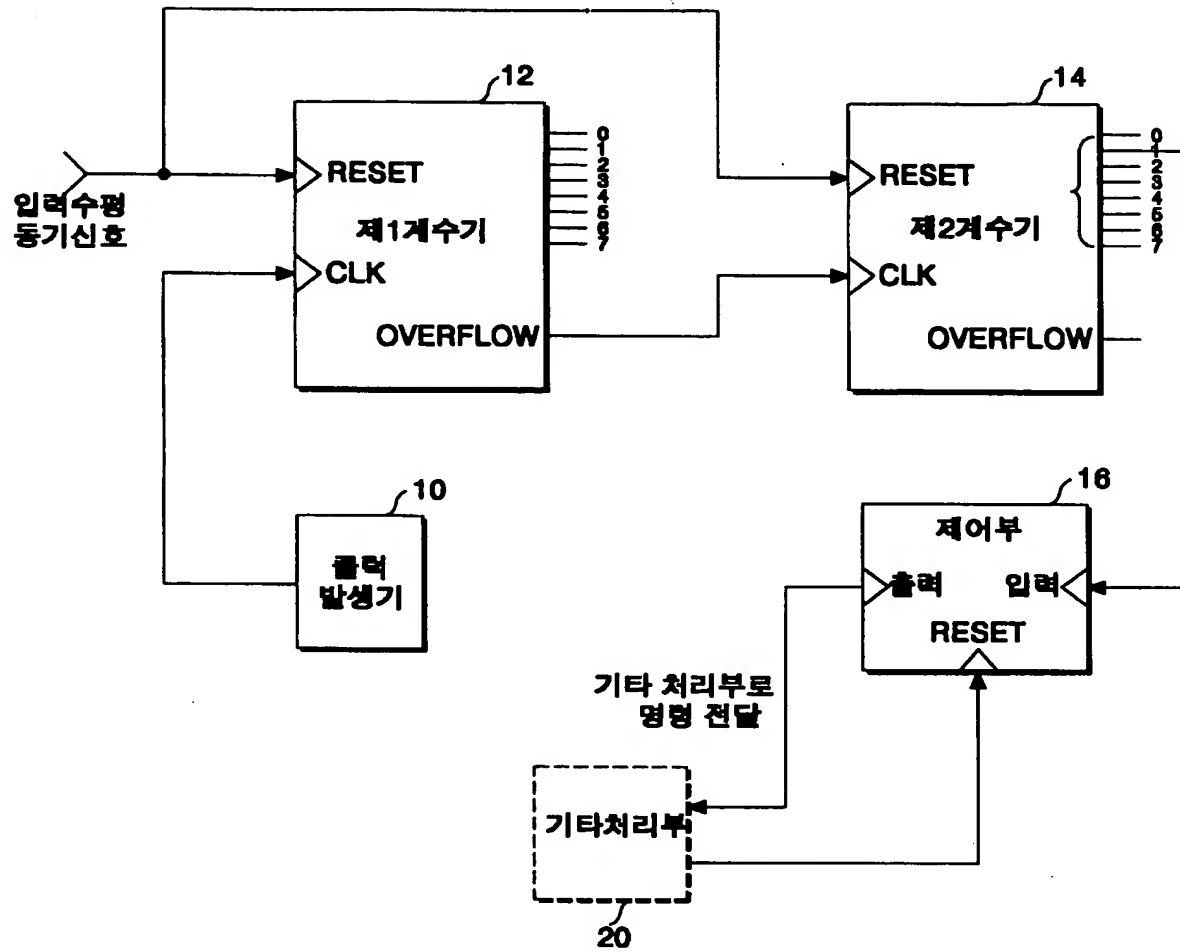 12
14
RESET
제1계수기
CLK
OVERFLOW
0
1
2
3
4
5
6
7
RESET
제2계수기
CLK
OVERFLOW
0
1
2
3
4
5
6
7
입력수평
동기신호
10
클럭
발생기
16
제어부
출력
입력
RESET
기타 처리부로
명령 전달
기타처리부
20